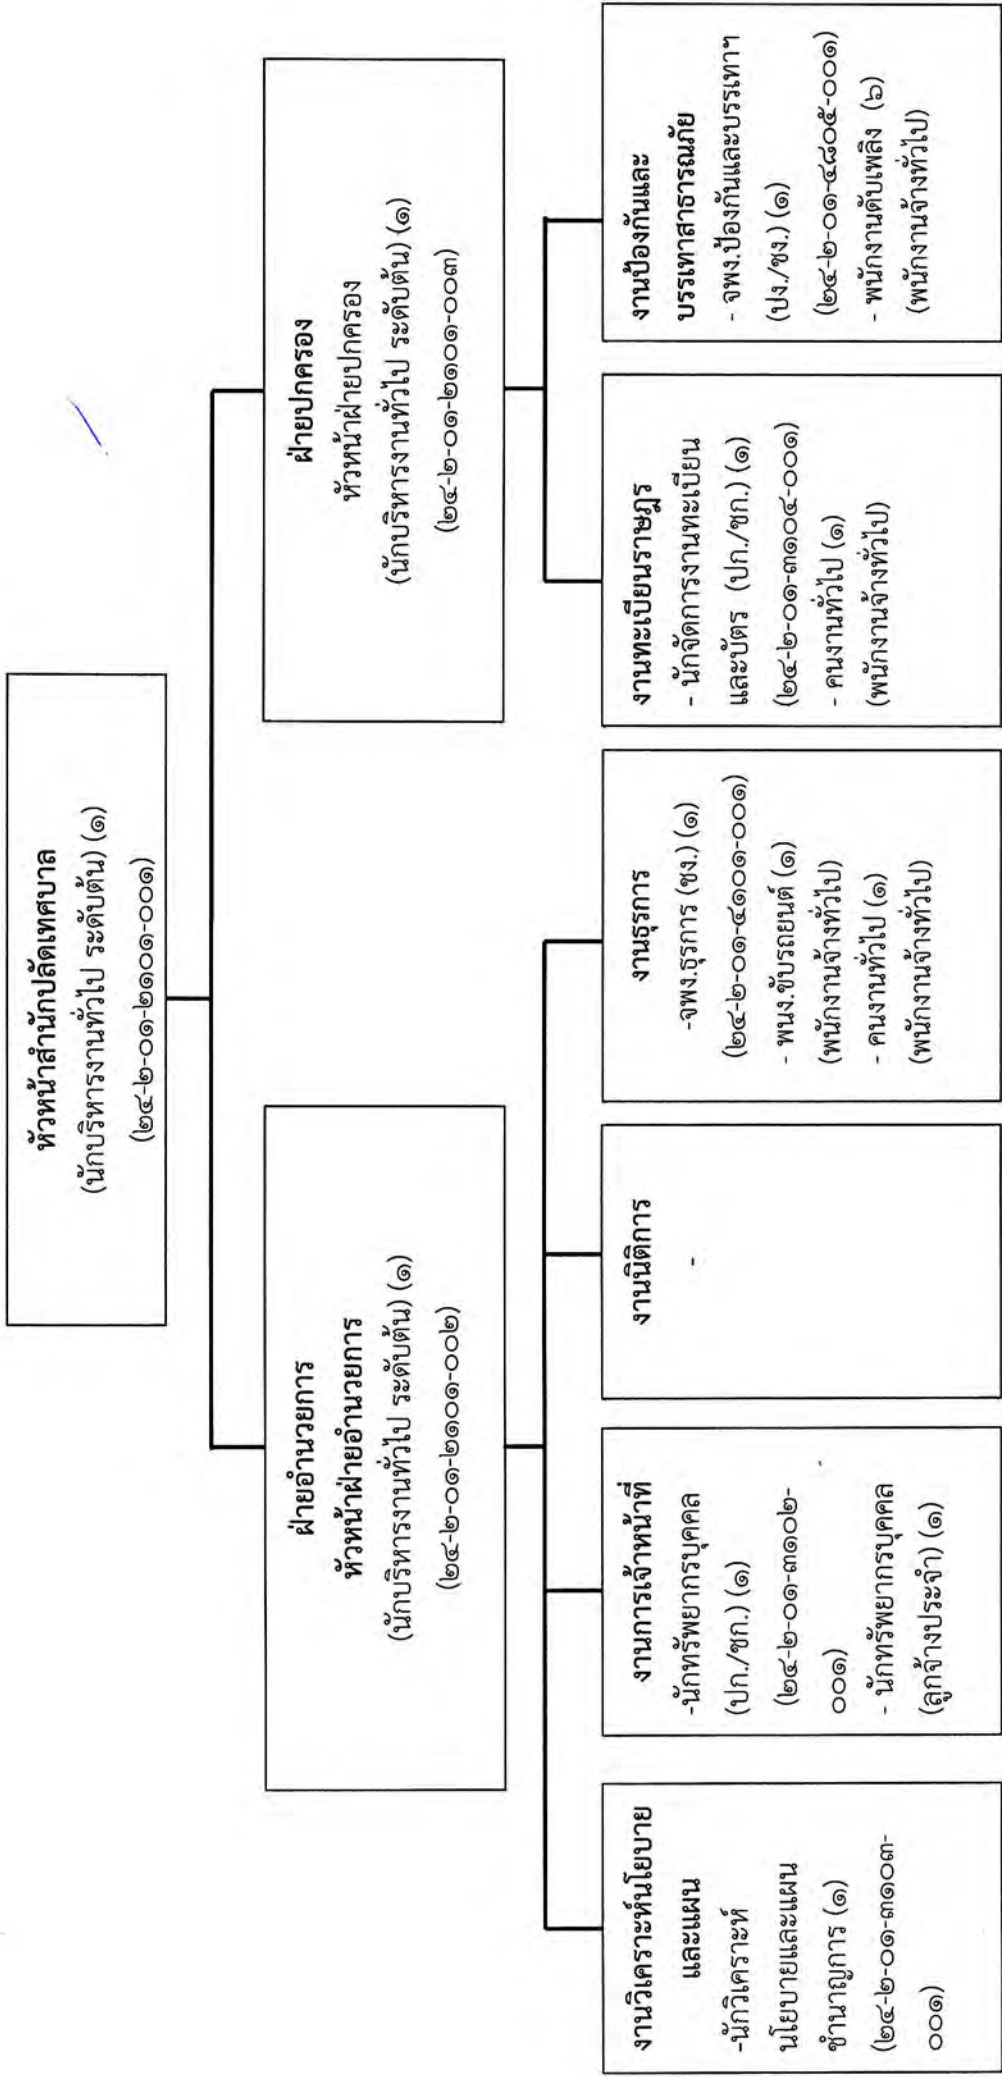 หัวหน้าสำนักปลัดเทศบาล
(นักบริหารงานทั่วไป ระดับต้น) (๑)
(๒๔-๒-๐๑-๒๑๐๑-๐๐๑)
ฝ่ายอำนวยการ
หัวหน้าฝ่ายอำนวยการ
(นักบริหารงานทั่วไป ระดับต้น) (๑)
(๒๔-๒-๐๑-๒๑๐๑-๐๐๒)
ฝ่ายปกครอง
หัวหน้าฝ่ายปกครอง
(นักบริหารงานทั่วไป ระดับต้น) (๑)
(๒๔-๒-๐๑-๒๑๐๑-๐๐๓)
งานวิเคราะห์นโยบาย
และแผน
-นักวิเคราะห์
นโยบายและแผน
ชำนาญการ (๑)
(๒๔-๒-๐๑-๓๑๐๓-
๐๐๑)
งานการเจ้าหน้าที่
-นักทรัพยากรบุคคล
(ปก./ชก.) (๑)
(๒๔-๒-๐๑-๓๑๐๒-
๐๐๑)
- นักทรัพยากรบุคคล
(ลูกจ้างประจำ) (๑)
งานนิติการ
-
งานธุรการ
-จพง.ธุรการ (ชง.) (๑)
(๒๔-๒-๐๑-๔๑๐๑-๐๐๑)
- พนง.ขับรถยนต์ (๑)
(พนักงานจ้างทั่วไป)
- คนงานทั่วไป (๑)
(พนักงานจ้างทั่วไป)
งานทะเบียนราษฎร
- นักจัดการงานทะเบียน
และบัตร (ปก./ชก.) (๑)
(๒๔-๒-๐๑-๓๑๐๔-๐๐๑)
- คนงานทั่วไป (๑)
(พนักงานจ้างทั่วไป)
งานป้องกันและ
บรรเทาสาธารณภัย
- จพง.ป้องกันและบรรเทาฯ
(ปง./ชง.) (๑)
(๒๔-๒-๐๑-๔๘๐๕-๐๐๑)
- พนักงานดับเพลิง (๖)
(พนักงานจ้างทั่วไป)